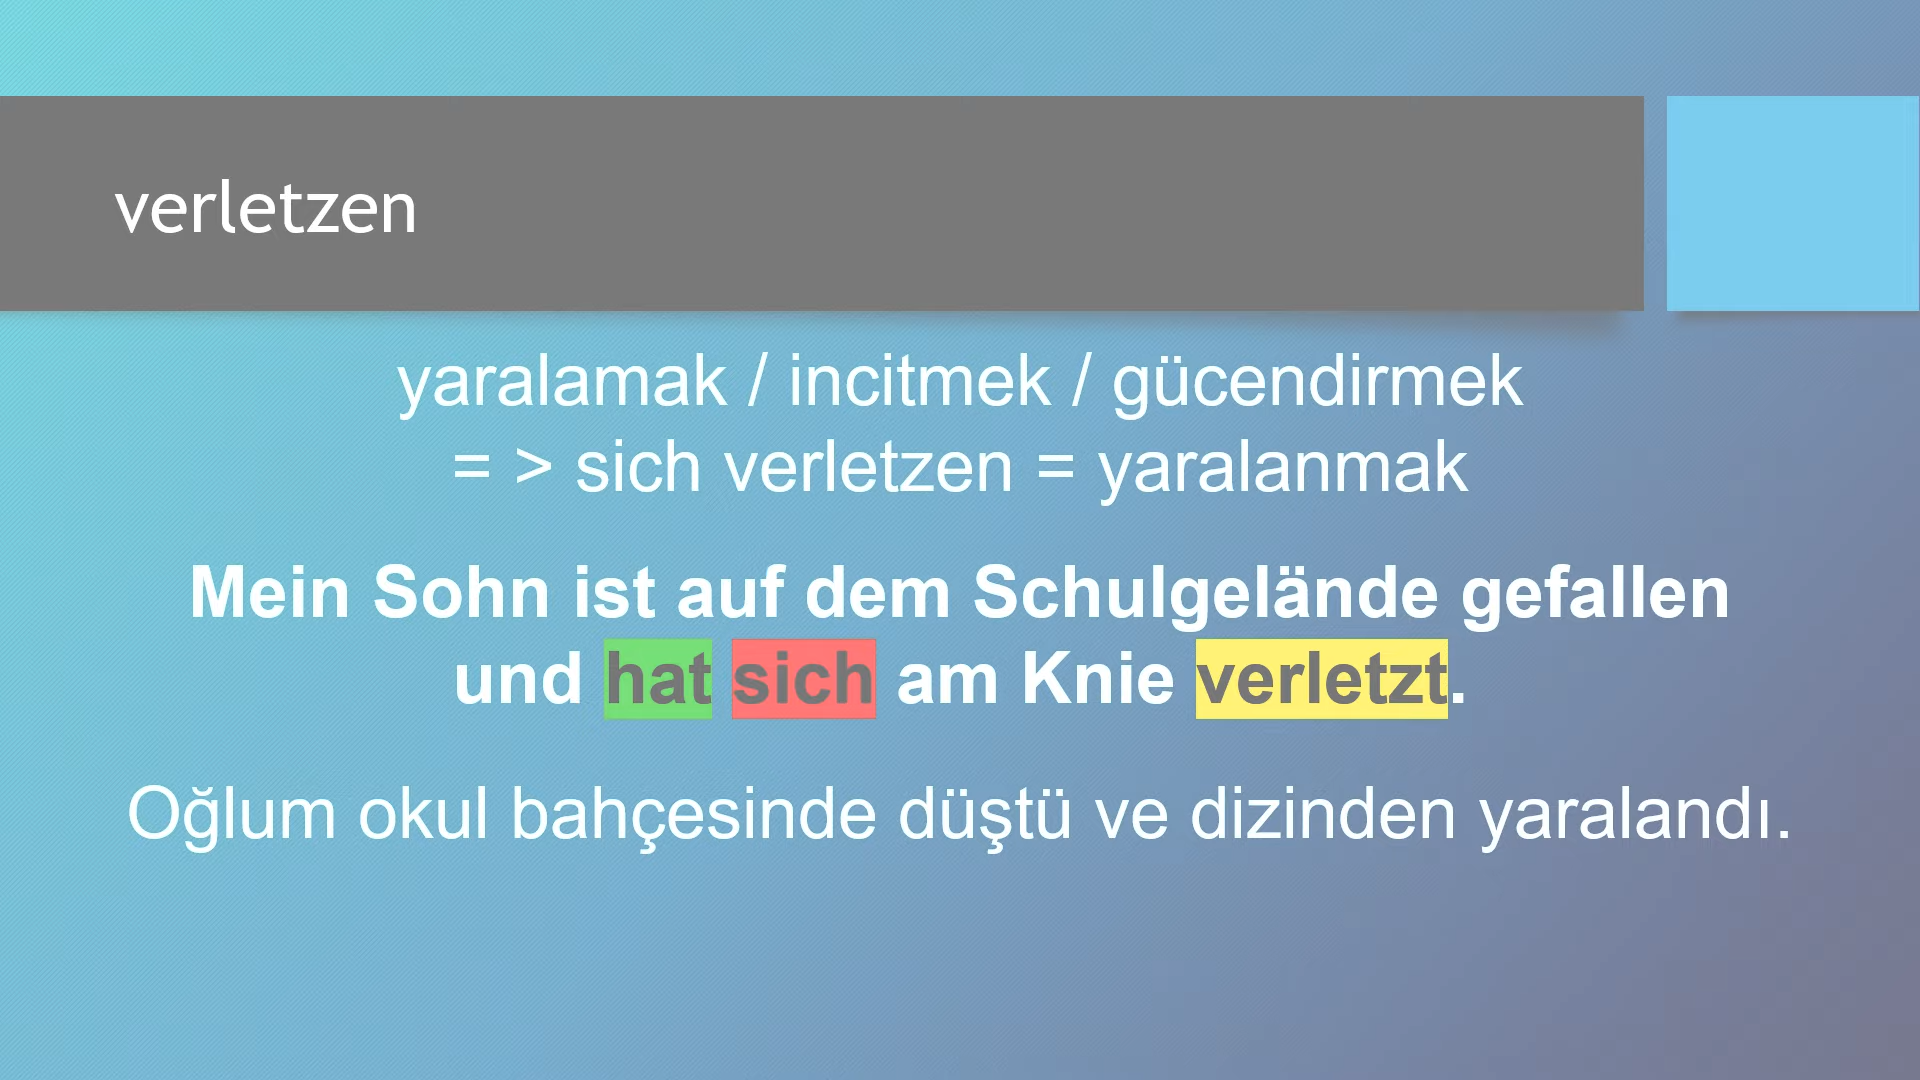 verletzen
yaralamak / incitmek / gücendirmek
= > sich verletzen = yaralanmak
Mein Sohn ist auf dem Schulgelände gefallen
und hat sich am Knie verletzt.
Oğlum okul bahçesinde düştü ve dizinden yaralandı.